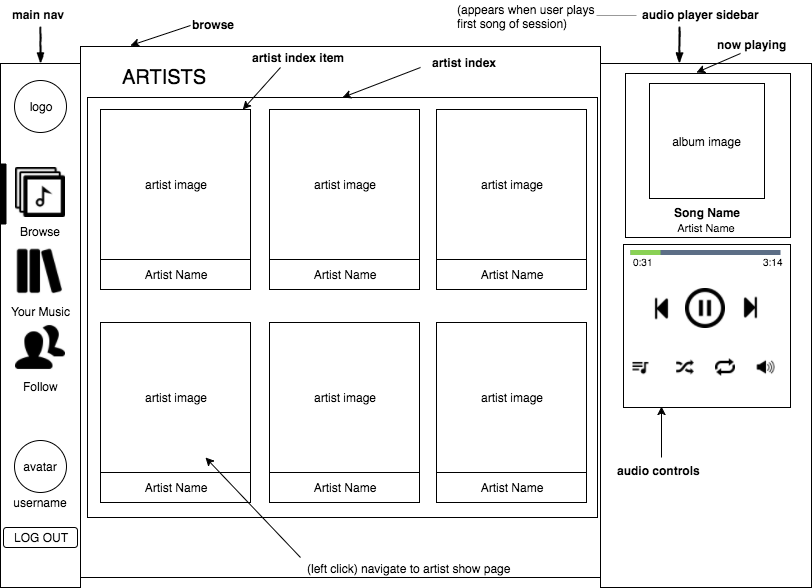 main nav
browse
(appears when user plays
first song of session)
audio player sidebar
now playing
artist index item
artist index
ARTISTS
logo
Browse
Your Music
Follow
avatar
username
LOG OUT
artist image
artist image
artist image
Artist Name
Artist Name
Artist Name
artist image
artist image
artist image
Artist Name
Artist Name
Artist Name
(left click) navigate to artist show page
album image
Song Name
Artist Name
0:31
3:14
audio controls